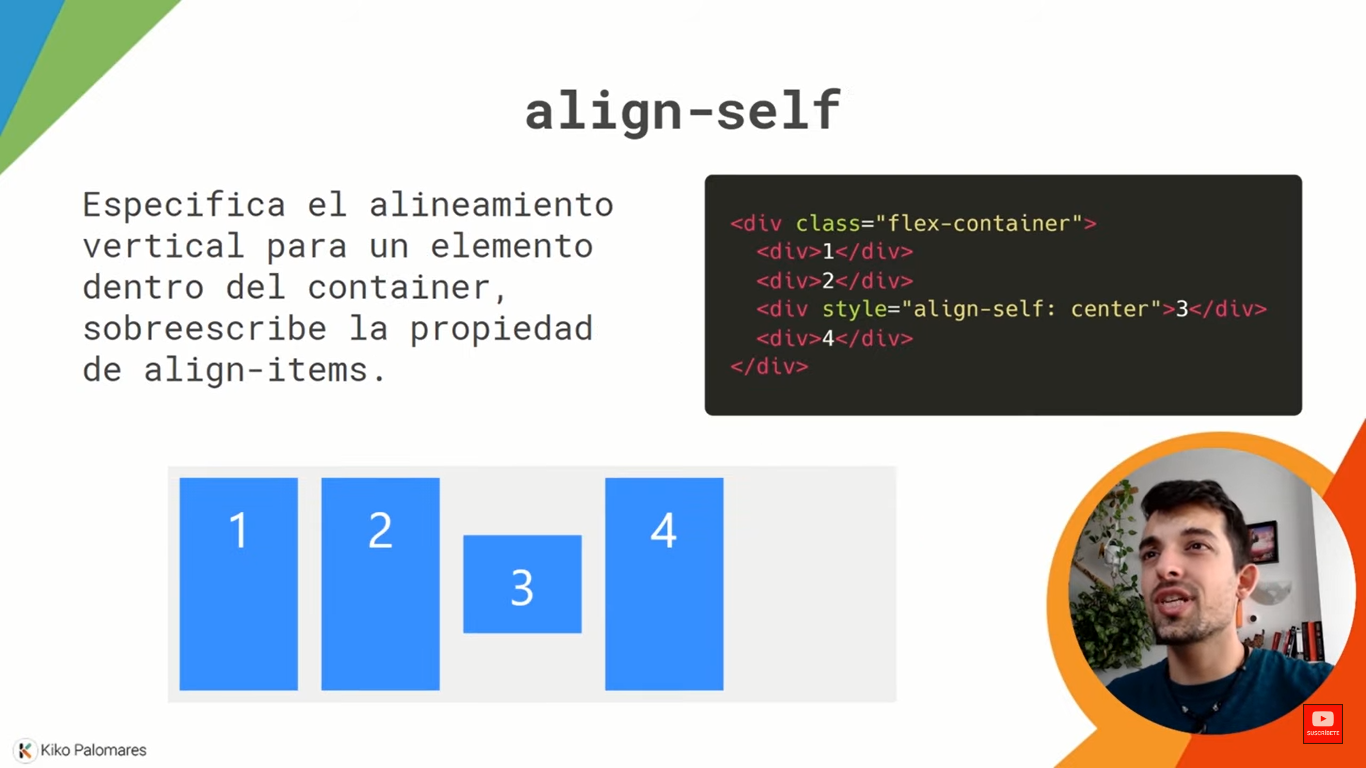 align-self
Especifica el alineamiento
vertical para un elemento
dentro del container,
sobreescribe la propiedad
de align-items.
<div class="flex-container">
<div>1</div>
<div>2</div>
<div style="align-self: center">3</div>
<div>4</div>
</div>
1 2 3 4
Kiko Palomares
SUSCRÍBETE